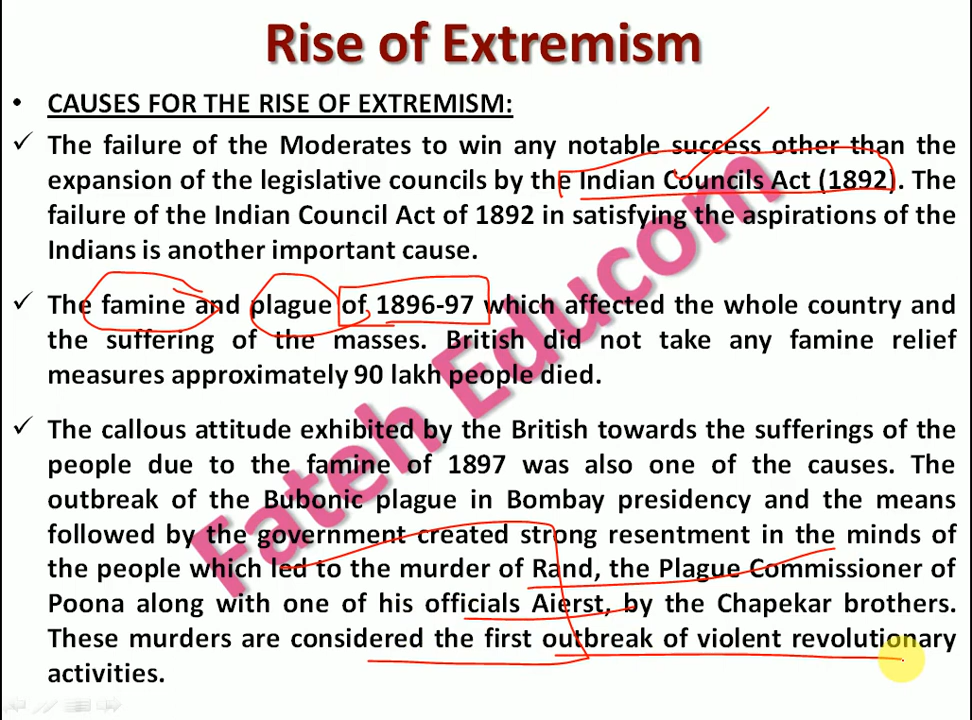 Rise of Extremism
• CAUSES FOR THE RISE OF EXTREMISM:
✓ The failure of the Moderates to win any notable success other than the
expansion of the legislative councils by the Indian Councils Act (1892). The
failure of the Indian Council Act of 1892 in satisfying the aspirations of the
Indians is another important cause.
✓ The famine and plague of 1896-97 which affected the whole country and
the suffering of the masses. British did not take any famine relief
measures approximately 90 lakh people died.
✓ The callous attitude exhibited by the British towards the sufferings of the
people due to the famine of 1897 was also one of the causes. The
outbreak of the Bubonic plague in Bombay presidency and the means
followed by the government created strong resentment in the minds of
the people which led to the murder of Rand, the Plague Commissioner of
Poona along with one of his officials Aierst, by the Chapekar brothers.
These murders are considered the first outbreak of violent revolutionary
activities.
Fateh Educom